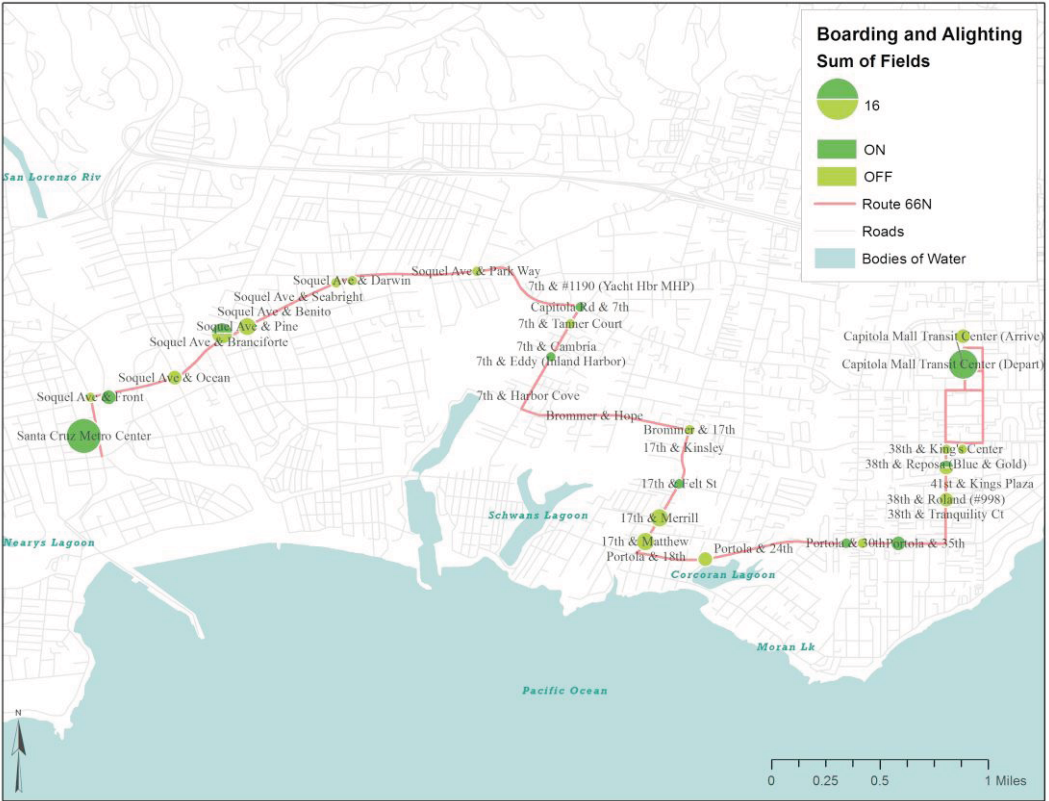 Boarding and Alighting
Sum of Fields
16
ON
OFF
Route 66N
Roads
Bodies of Water
San Lorenzo Riv
Soquel Ave & Park Way
Soquel Ave & Darwin
7th & #1190 (Yacht Hbr MHP)
Soquel Ave & Seabright
Capitola Rd & 7th
Soquel Ave & Benito
7th & Tanner Court
Soquel Ave & Pine
Capitola Mall Transit Center (Arrive)
Soquel Ave & Branciforte
7th & Cambria
7th & Eddy (Inland Harbor)
Capitola Mall Transit Center (Depart)
Soquel Ave & Ocean
7th & Harbor Cove
Soquel Ave & Front
Brommer & Hope
Santa Cruz Metro Center
Brommer & 17th
17th & Kinsley
38th & King's Center
38th & Reposa (Blue & Gold)
17th & Felt St
41st & Kings Plaza
38th & Roland (#998)
Schwans Lagoon
17th & Merrill
38th & Tranquility Ct
Nearys Lagoon
17th & Matthew
Portola & 24th
Portola & 30th
Portola & 35th
Portola & 18th
Corcoran Lagoon
Moran Lk
Pacific Ocean
N
0 0.25 0.5 1 Miles